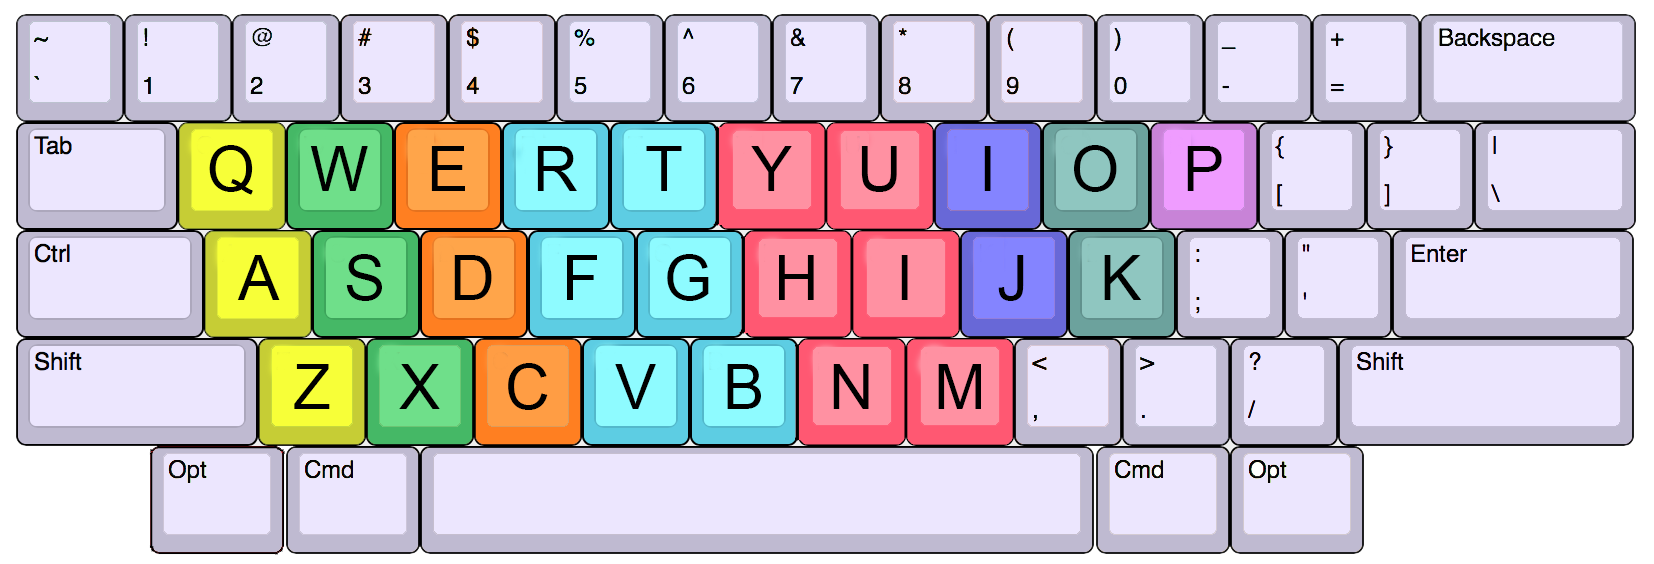 ~ ! @ # $ % ^ & * ( ) _ + Backspace
` 1 2 3 4 5 6 7 8 9 0 - =
Tab Q W E R T Y U I O P { } |
[ ] \
Ctrl A S D F G H I J K : " Enter
; '
Shift Z X C V B N M < > ? Shift
, . /
Opt Cmd Cmd Opt